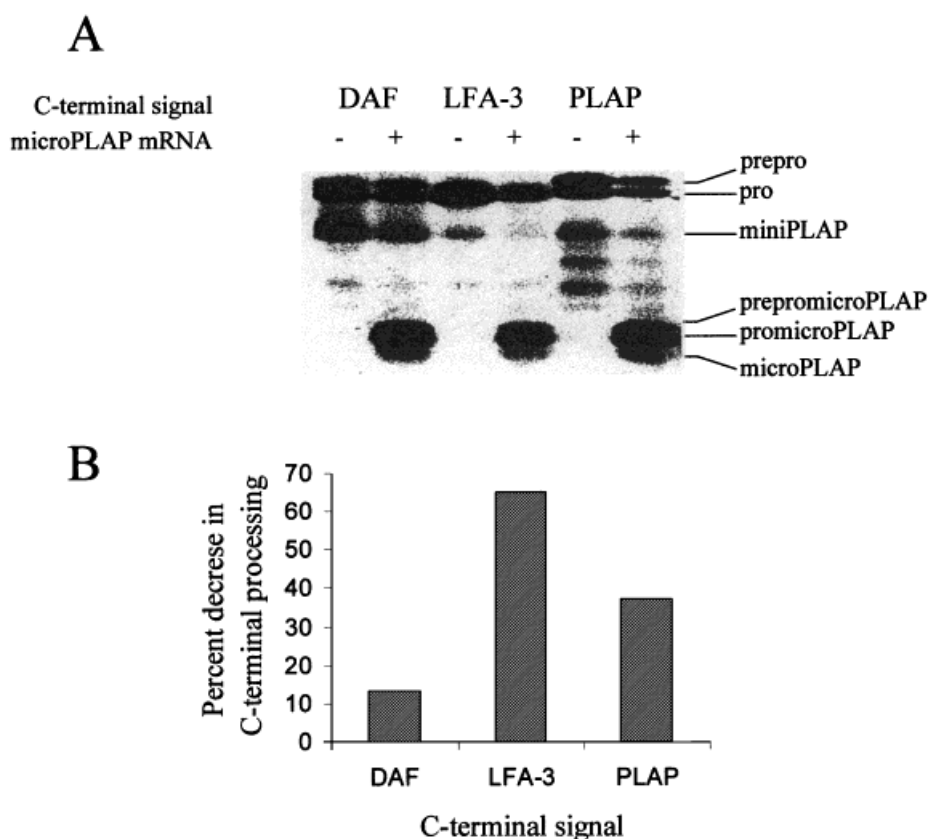 A
C-terminal signal DAF LFA-3 PLAP
microPLAP mRNA - + - + - +
prepro
pro
miniPLAP
prepromicroPLAP
promicroPLAP
microPLAP
B
Percent decrese in
C-terminal processing
70
60
50
40
30
20
10
0
DAF LFA-3 PLAP
C-terminal signal